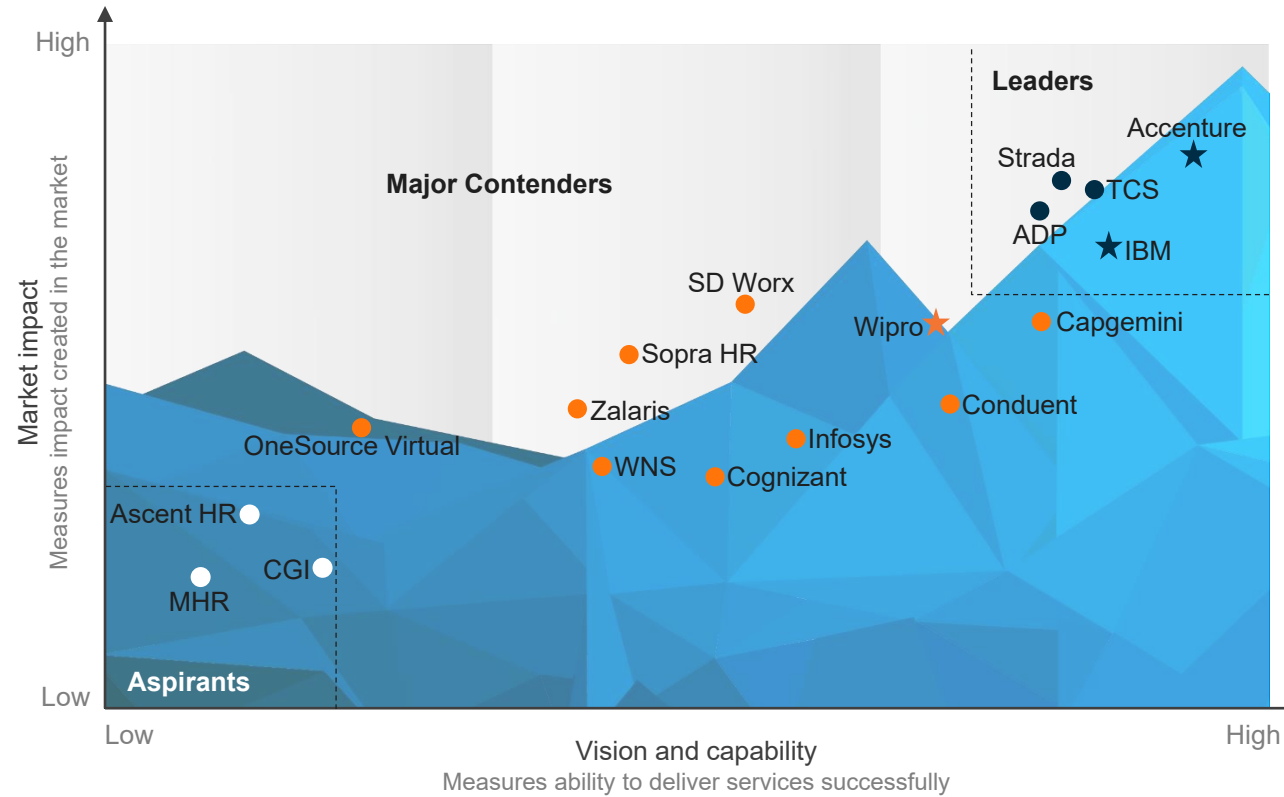 High
Leaders
Accenture
Strada
Major Contenders
TCS
ADP
IBM
SD Worx
Wipro
Capgemini
Sopra HR
Zalaris
Conduent
OneSource Virtual
Infosys
WNS
Cognizant
Ascent HR
CGI
MHR
Aspirants
Market impact
Measures impact created in the market
Low
Low
High
Vision and capability
Measures ability to deliver services successfully